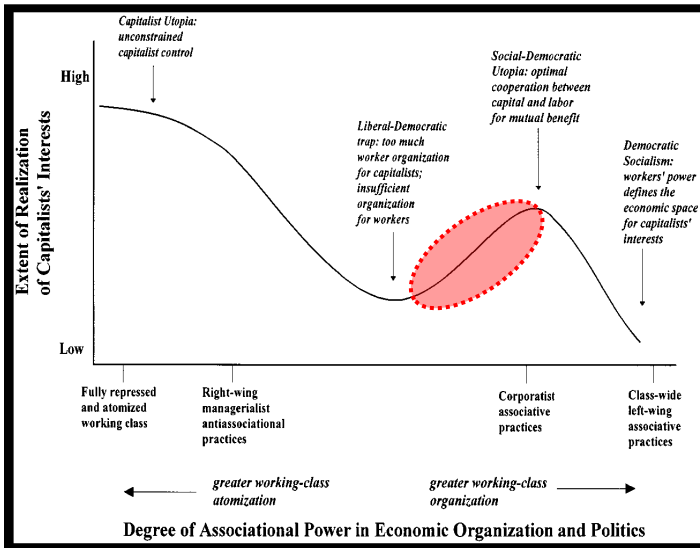 Capitalist Utopia:
unconstrained
capitalist control
High
Social-Democratic
Utopia: optimal
cooperation between
capital and labor
for mutual benefit
Liberal-Democratic
trap: too much
worker organization
for capitalists;
insufficient
organization
for workers
Democratic
Socialism:
workers' power
defines the
economic space
for capitalists'
interests
Extent of Realization
of Capitalists' Interests
Low
Fully repressed
and atomized
working class
Right-wing
managerialist
antiassociational
practices
Corporatist
associative
practices
Class-wide
left-wing
associative
practices
greater working-class
atomization
greater working-class
organization
Degree of Associational Power in Economic Organization and Politics